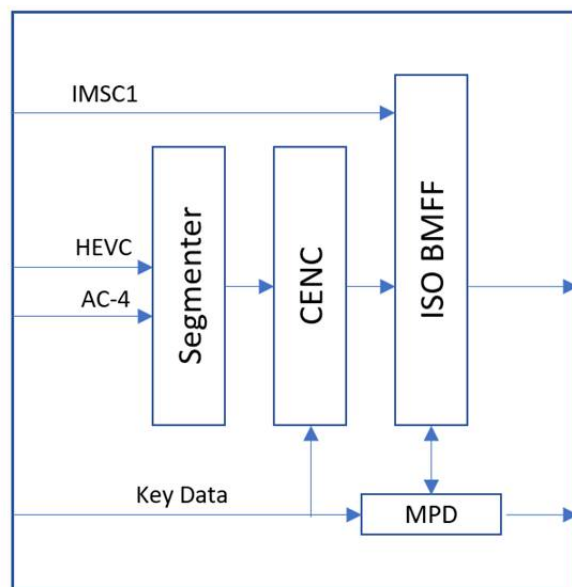 IMSC1
HEVC
AC-4
Segmenter
CENC
ISO BMFF
Key Data
MPD